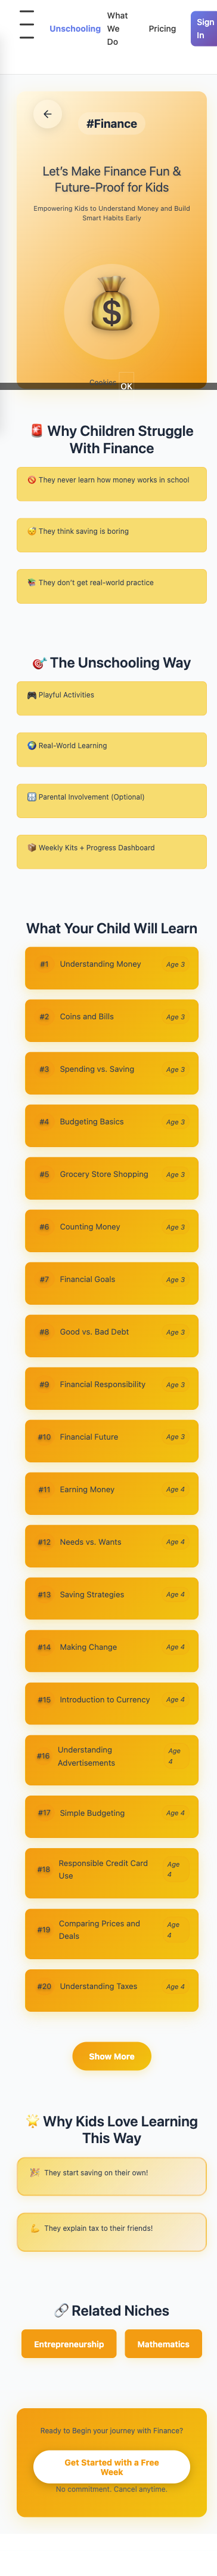 Unschooling
What
We
Do
Pricing
Sign
In
#Finance
Let's Make Finance Fun &
Future-Proof for Kids
Empowering Kids to Understand Money and Build
Smart Habits Early
Cookies
OK
🚨 Why Children Struggle
With Finance
🚫 They never learn how money works in school
😴 They think saving is boring
They don't get real-world practice
🎯 The Unschooling Way
🎮 Playful Activities
🌍 Real-World Learning
Parental Involvement (Optional)
📦 Weekly Kits + Progress Dashboard
What Your Child Will Learn
#1 Understanding Money Age 3
#2 Coins and Bills Age 3
#3 Spending vs. Saving Age 3
#4 Budgeting Basics Age 3
#5 Grocery Store Shopping Age 3
#6 Counting Money Age 3
#7 Financial Goals Age 3
#8 Good vs. Bad Debt Age 3
#9 Financial Responsibility Age 3
#10 Financial Future Age 3
#11 Earning Money Age 4
#12 Needs vs. Wants Age 4
#13 Saving Strategies Age 4
#14 Making Change Age 4
#15 Introduction to Currency Age 4
#16 Understanding
Advertisements
Age
4
#17 Simple Budgeting Age 4
#18 Responsible Credit Card
Use
Age
4
#19 Comparing Prices and
Deals
Age
4
#20 Understanding Taxes Age 4
Show More
🌟 Why Kids Love Learning
This Way
🎉 They start saving on their own!
💪 They explain tax to their friends!
🔗 Related Niches
Entrepreneurship
Mathematics
Ready to Begin your journey with Finance?
Get Started with a Free
Week
No commitment. Cancel anytime.